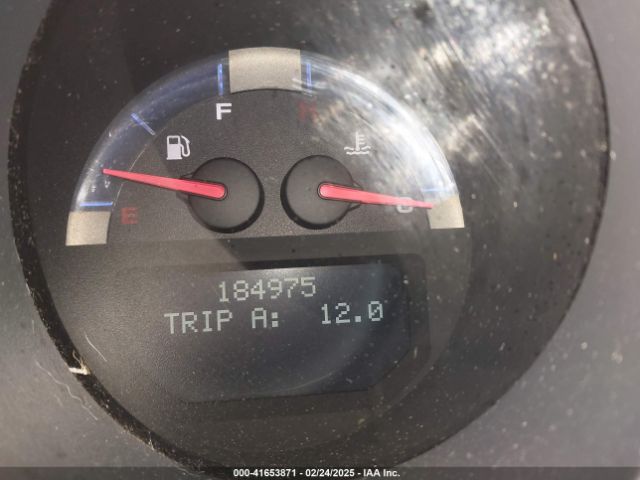 F H
E C
184975
TRIP A: 12.0
000-41653871 - 02/24/2025 - IAA Inc.